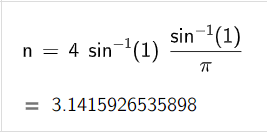 n = 4 sin⁻¹(1) sin⁻¹(1)/π
= 3.1415926535898